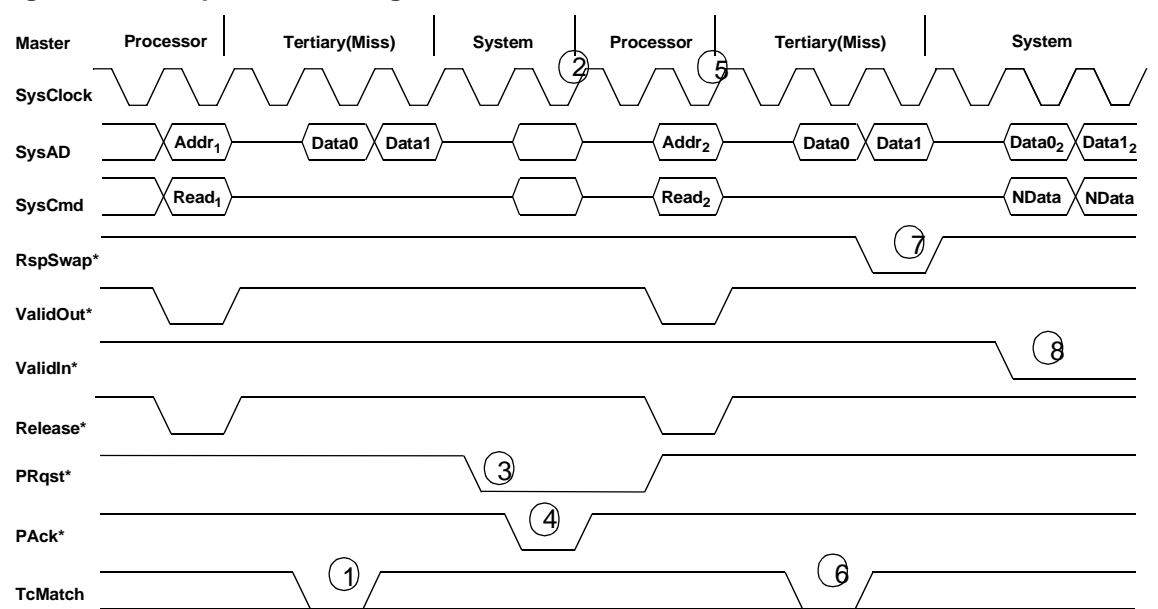 Master Processor Tertiary(Miss) System Processor Tertiary(Miss) System
2 5
SysClock
SysAD Addr1 Data0 Data1 Addr2 Data0 Data1 Data02 Data12
SysCmd Read1 Read2 NData NData
7
RspSwap*
ValidOut*
8
ValidIn*
Release*
3
PRqst*
4
PAck*
1 6
TcMatch